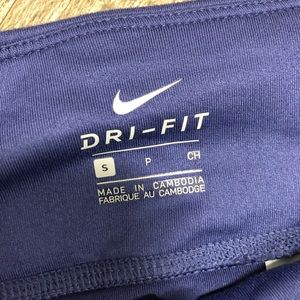 DRI-FIT
S P CH
MADE IN CAMBODIA
FABRIQUE AU CAMBODGE